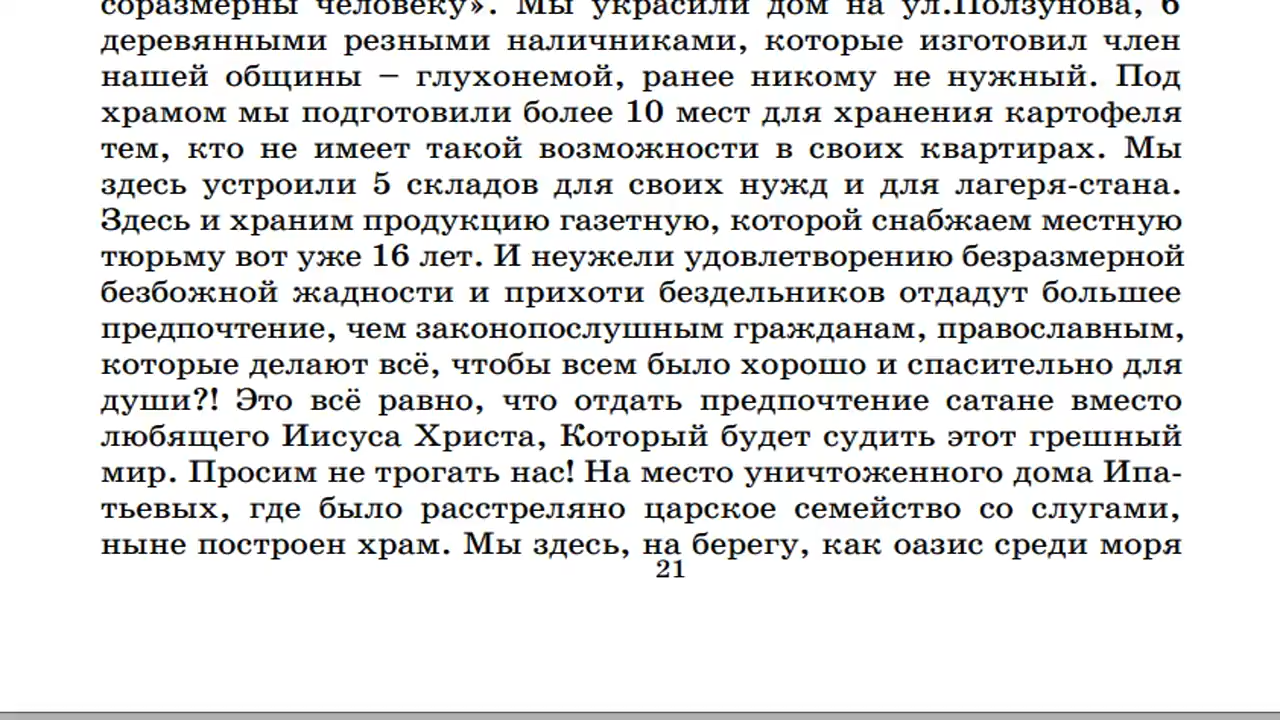 соразмерны человеку». Мы украсили дом на ул.Ползунова, 6
деревянными резными наличниками, которые изготовил член
нашей общины – глухонемой, ранее никому не нужный. Под
храмом мы подготовили более 10 мест для хранения картофеля
тем, кто не имеет такой возможности в своих квартирах. Мы
здесь устроили 5 складов для своих нужд и для лагеря-стана.
Здесь и храним продукцию газетную, которой снабжаем местную
тюрьму вот уже 16 лет. И неужели удовлетворению безразмерной
безбожной жадности и прихоти бездельников отдадут большее
предпочтение, чем законопослушным гражданам, православным,
которые делают всё, чтобы всем было хорошо и спасительно для
души?! Это всё равно, что отдать предпочтение сатане вместо
любящего Иисуса Христа, Который будет судить этот грешный
мир. Просим не трогать нас! На место уничтоженного дома Ипа-
тьевых, где было расстреляно царское семейство со слугами,
ныне построен храм. Мы здесь, на берегу, как оазис среди моря
21